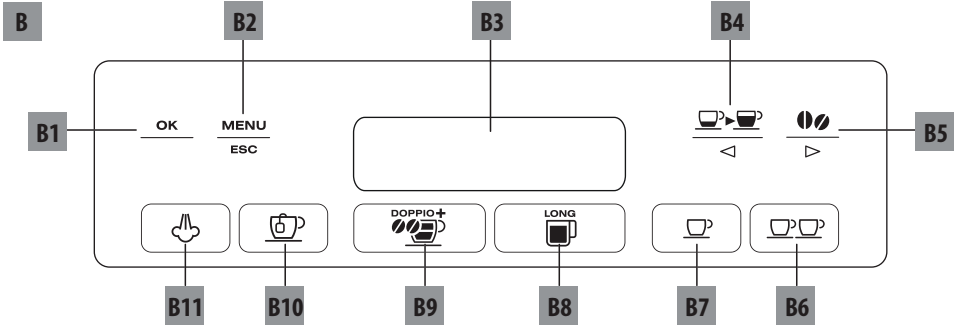 B B2 B3 B4
B1 OK MENU B5
ESC
DOPPIO+ LONG
B11 B10 B9 B8 B7 B6